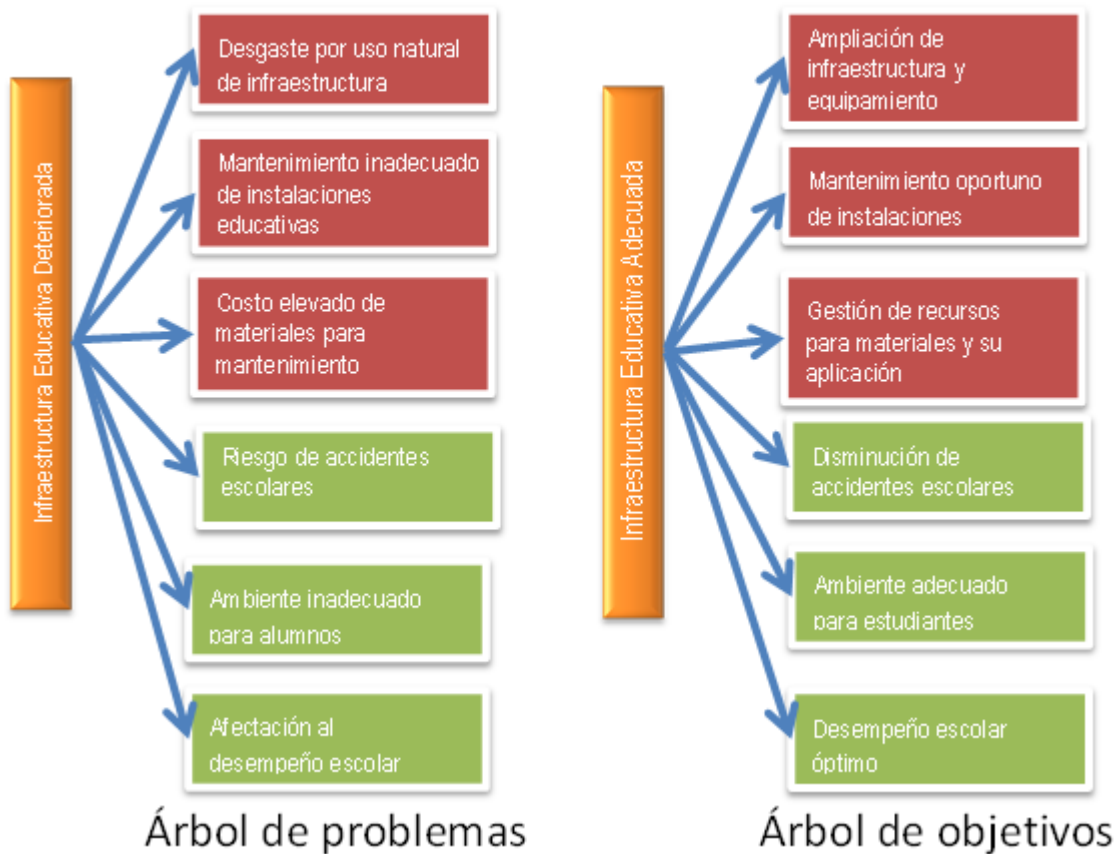 Infraestructura Educativa Deteriorada
Desgaste por uso natural
de infraestructura
Mantenimiento inadecuado
de instalaciones
educativas
Costo elevado de
materiales para
mantenimiento
Riesgo de accidentes
escolares
Ambiente inadecuado
para alumnos
Afectación al
desempeño escolar
Árbol de problemas
Infraestructura Educativa Adecuada
Ampliación de
infraestructura y
equipamiento
Mantenimiento oportuno
de instalaciones
Gestión de recursos
para materiales y su
aplicación
Disminución de
accidentes escolares
Ambiente adecuado
para estudiantes
Desempeño escolar
óptimo
Árbol de objetivos